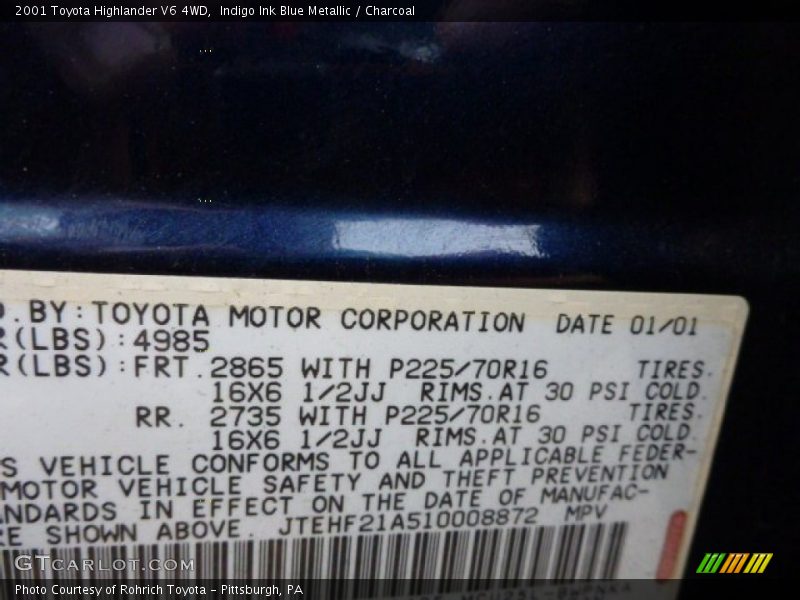 2001 Toyota Highlander V6 4WD, Indigo Ink Blue Metallic / Charcoal
. BY: TOYOTA MOTOR CORPORATION DATE 01/01
R(LBS): 4985
R(LBS): FRT. 2865 WITH P225/70R16 TIRES.
16X6 1/2JJ RIMS. AT 30 PSI COLD.
RR. 2735 WITH P225/70R16 TIRES.
16X6 1/2JJ RIMS. AT 30 PSI COLD.
S VEHICLE CONFORMS TO ALL APPLICABLE FEDER-
MOTOR VEHICLE SAFETY AND THEFT PREVENTION
NDARDS IN EFFECT ON THE DATE OF MANUFAC-
RE SHOWN ABOVE. JTEHF21A510008872 MPV
GTCARLOT.COM
Photo Courtesy of Rohrich Toyota - Pittsburgh, PA